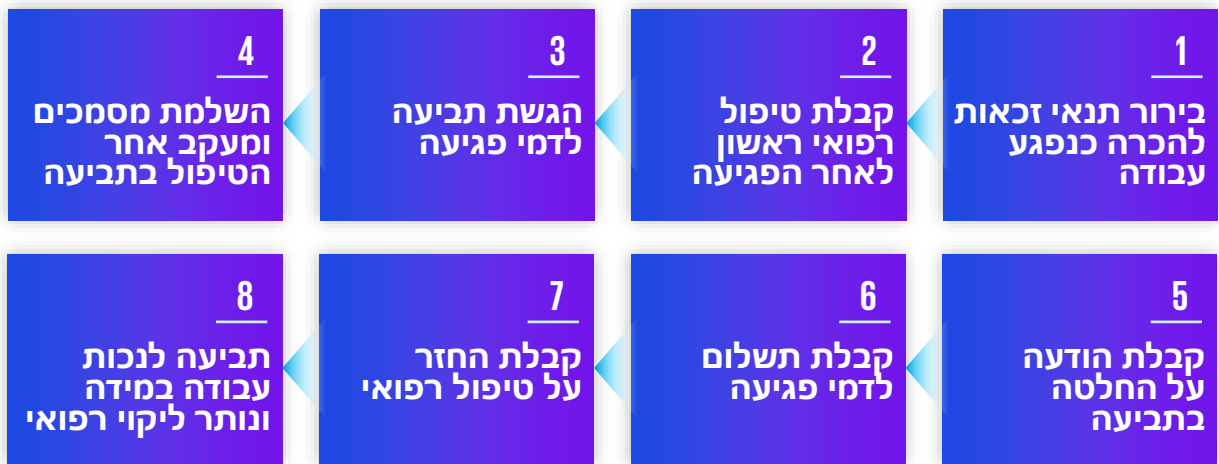 1
בירור תנאי זכאות
להכרה כנפגע
עבודה
2
קבלת טיפול
רפואי ראשון
לאחר הפגיעה
3
הגשת תביעה
לדמי פגיעה
4
השלמת מסמכים
ומעקב אחר
הטיפול בתביעה
5
קבלת הודעה
על החלטה
בתביעה
6
קבלת תשלום
לדמי פגיעה
7
קבלת החזר
על טיפול רפואי
8
תביעה לנכות
עבודה במידה
ונותר ליקוי רפואי